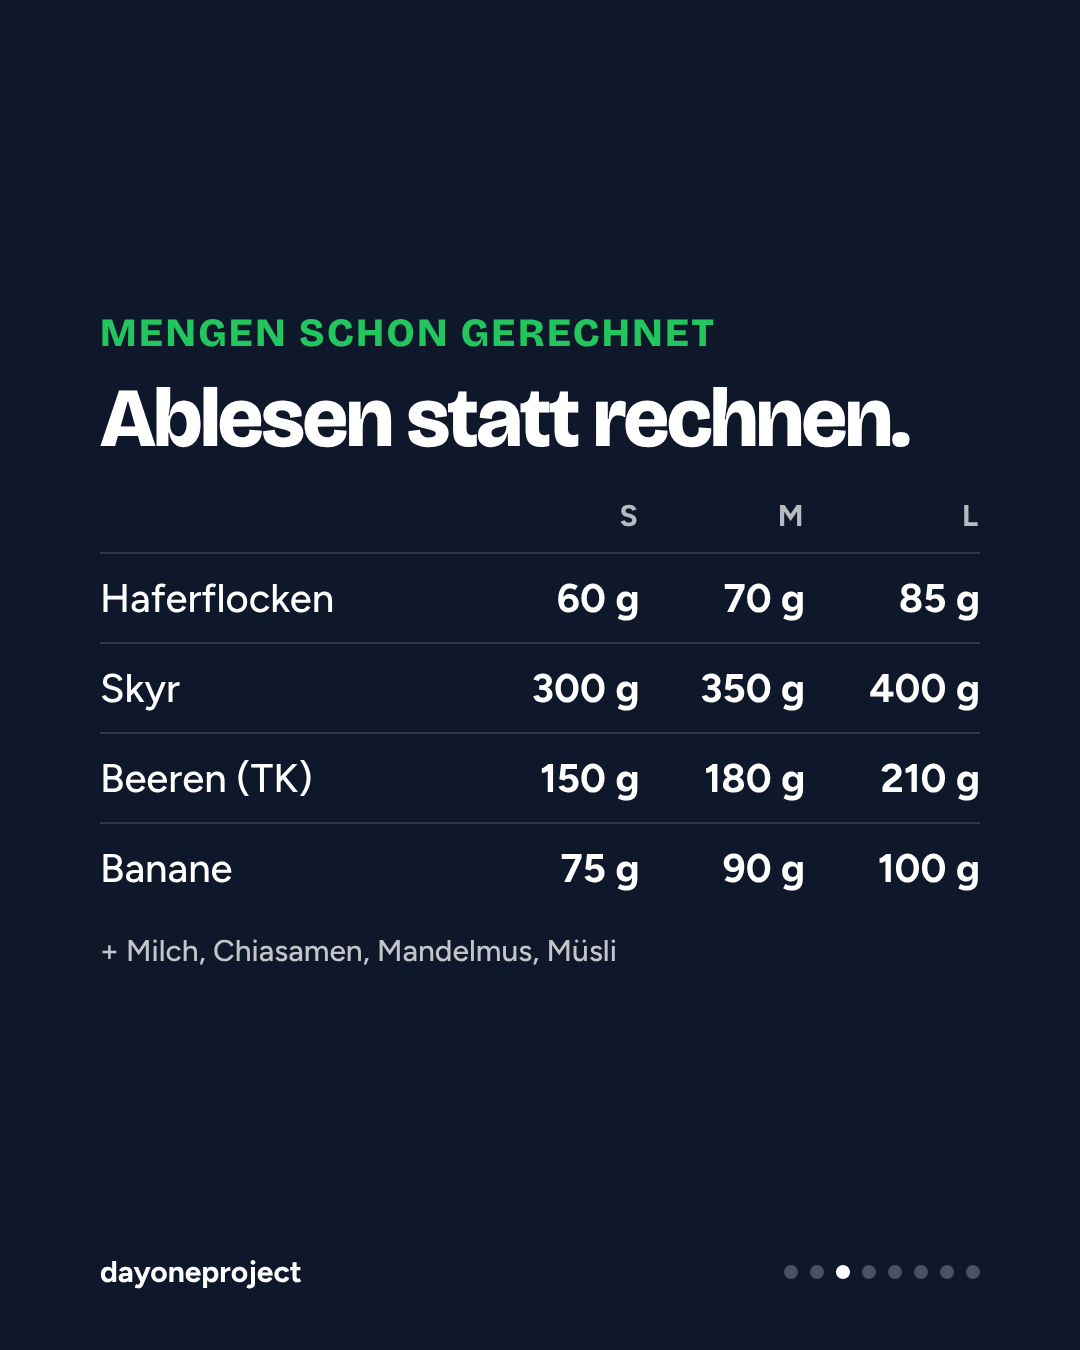 MENGEN SCHON GERECHNET
Ablesen statt rechnen.
S M L
Haferflocken 60 g 70 g 85 g
Skyr 300 g 350 g 400 g
Beeren (TK) 150 g 180 g 210 g
Banane 75 g 90 g 100 g
+ Milch, Chiasamen, Mandelmus, Müsli
dayoneproject